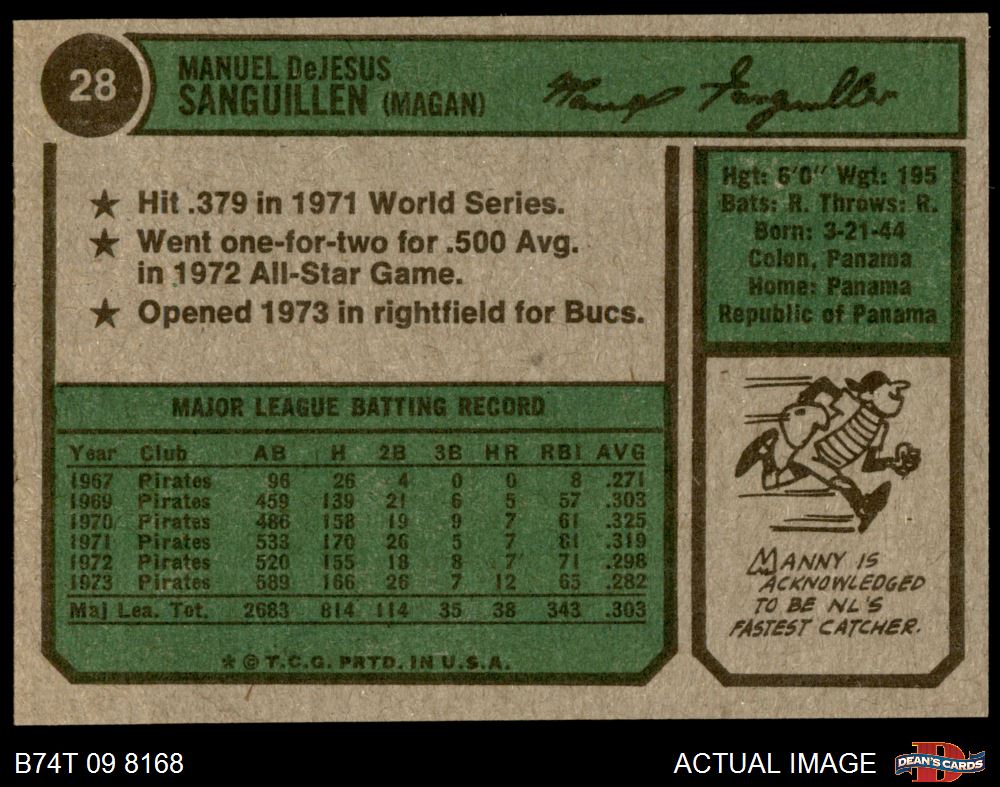 28
MANUEL DeJESUS
SANGUILLEN (MAGAN)
Manuel Sanguillen
★ Hit .379 in 1971 World Series.
★ Went one-for-two for .500 Avg.
in 1972 All-Star Game.
★ Opened 1973 in rightfield for Bucs.
Hgt: 6'0" Wgt: 195
Bats: R. Throws: R.
Born: 3-21-44
Colon, Panama
Home: Panama
Republic of Panama
MAJOR LEAGUE BATTING RECORD
Year Club AB H 2B 3B HR RBI AVG
1967 Pirates 96 26 4 0 0 8 .271
1969 Pirates 459 139 21 6 5 57 .303
1970 Pirates 486 158 19 9 7 61 .325
1971 Pirates 533 170 26 5 7 81 .319
1972 Pirates 520 155 18 8 7 71 .298
1973 Pirates 589 166 26 7 12 65 .282
Maj Lea. Tot. 2683 814 114 35 38 343 .303
★ © T.C.G. PRTD. IN U.S.A.
MANNY IS
ACKNOWLEDGED
TO BE NL'S
FASTEST CATCHER.
B74T 09 8168
ACTUAL IMAGE
DEAN'S CARDS